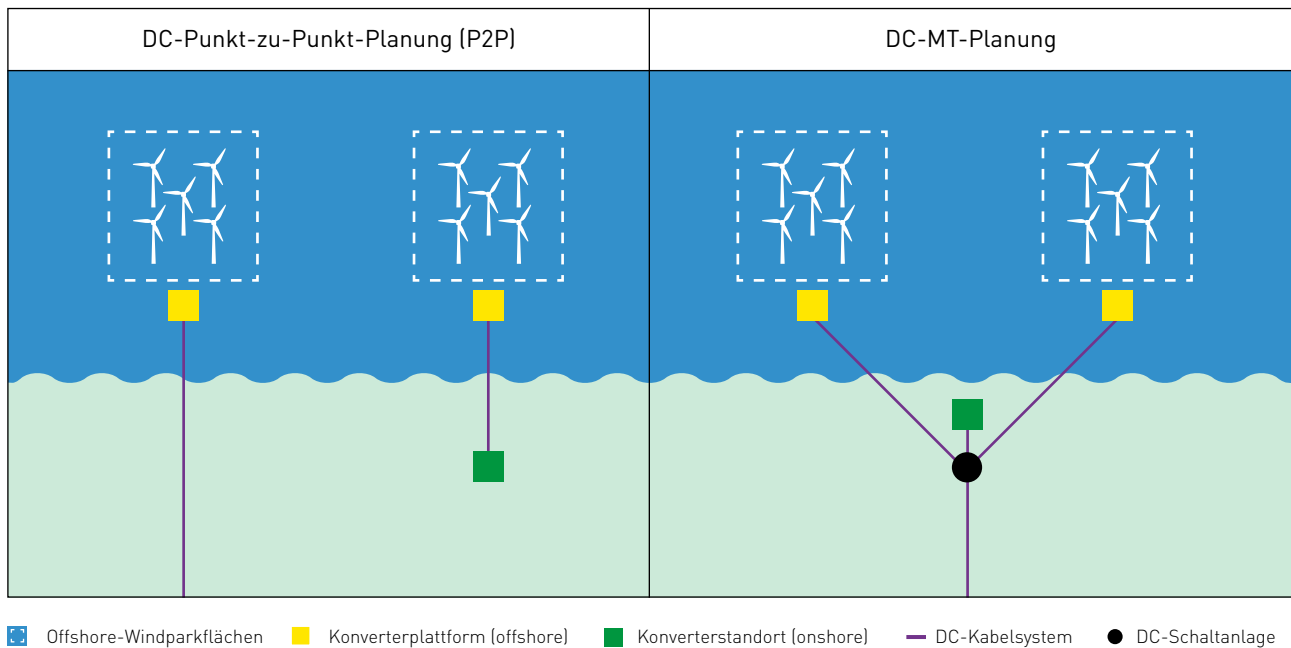 DC-Punkt-zu-Punkt-Planung (P2P)
DC-MT-Planung
Offshore-Windparkflächen
Konverterplattform (offshore)
Konverterstandort (onshore)
DC-Kabelsystem
DC-Schaltanlage